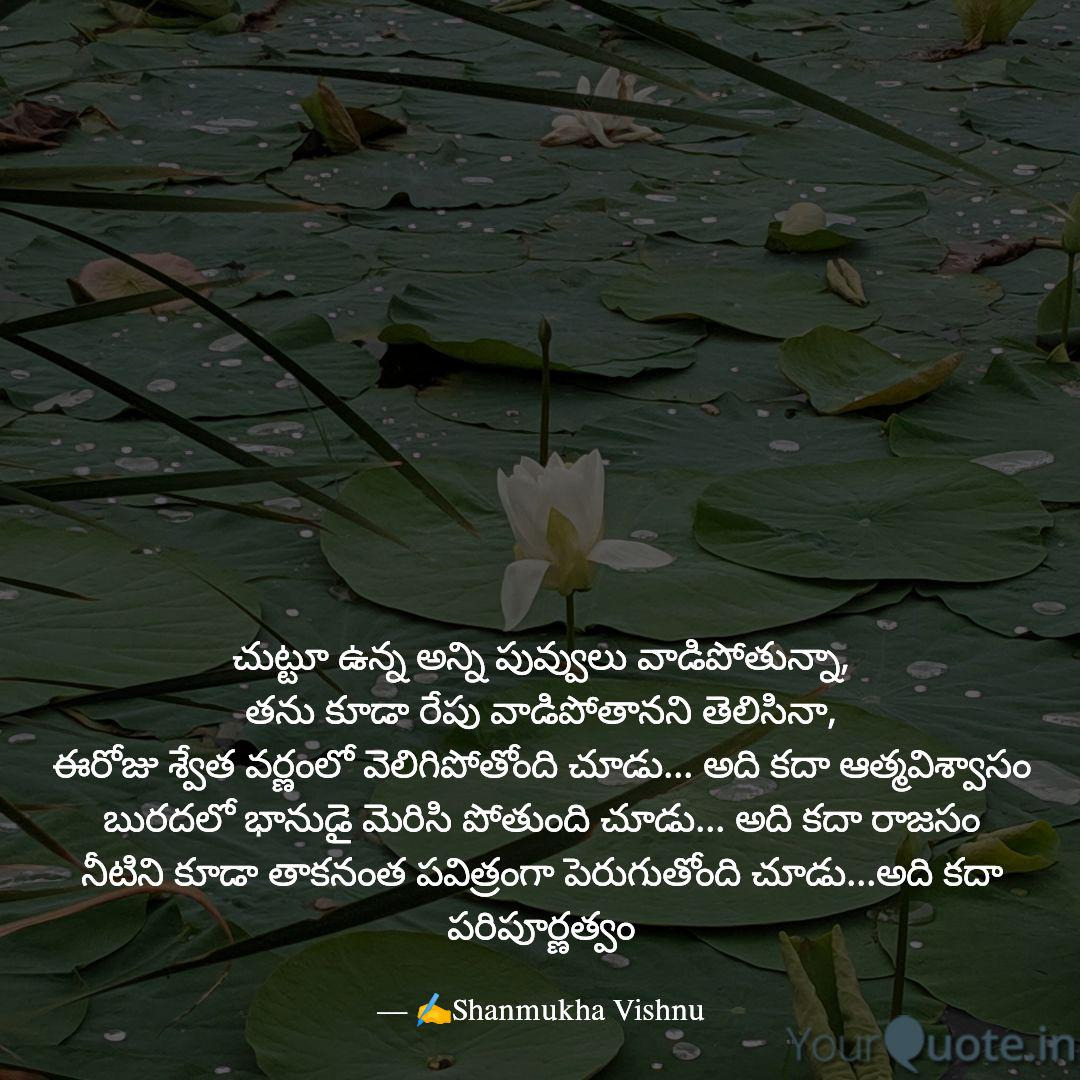 చుట్టూ ఉన్న అన్ని పువ్వులు వాడిపోతున్నా,
తను కూడా రేపు వాడిపోతానని తెలిసినా,
ఈరోజు శ్వేత వర్ణంలో వెలిగిపోతోంది చూడు... అది కదా ఆత్మవిశ్వాసం
బురదలో భానుడై మెరిసి పోతుంది చూడు... అది కదా రాజసం
నీటిని కూడా తాకనంత పవిత్రంగా పెరుగుతోంది చూడు...అది కదా
పరిపూర్ణత్వం
— ✍️Shanmukha Vishnu
YourQuote.in